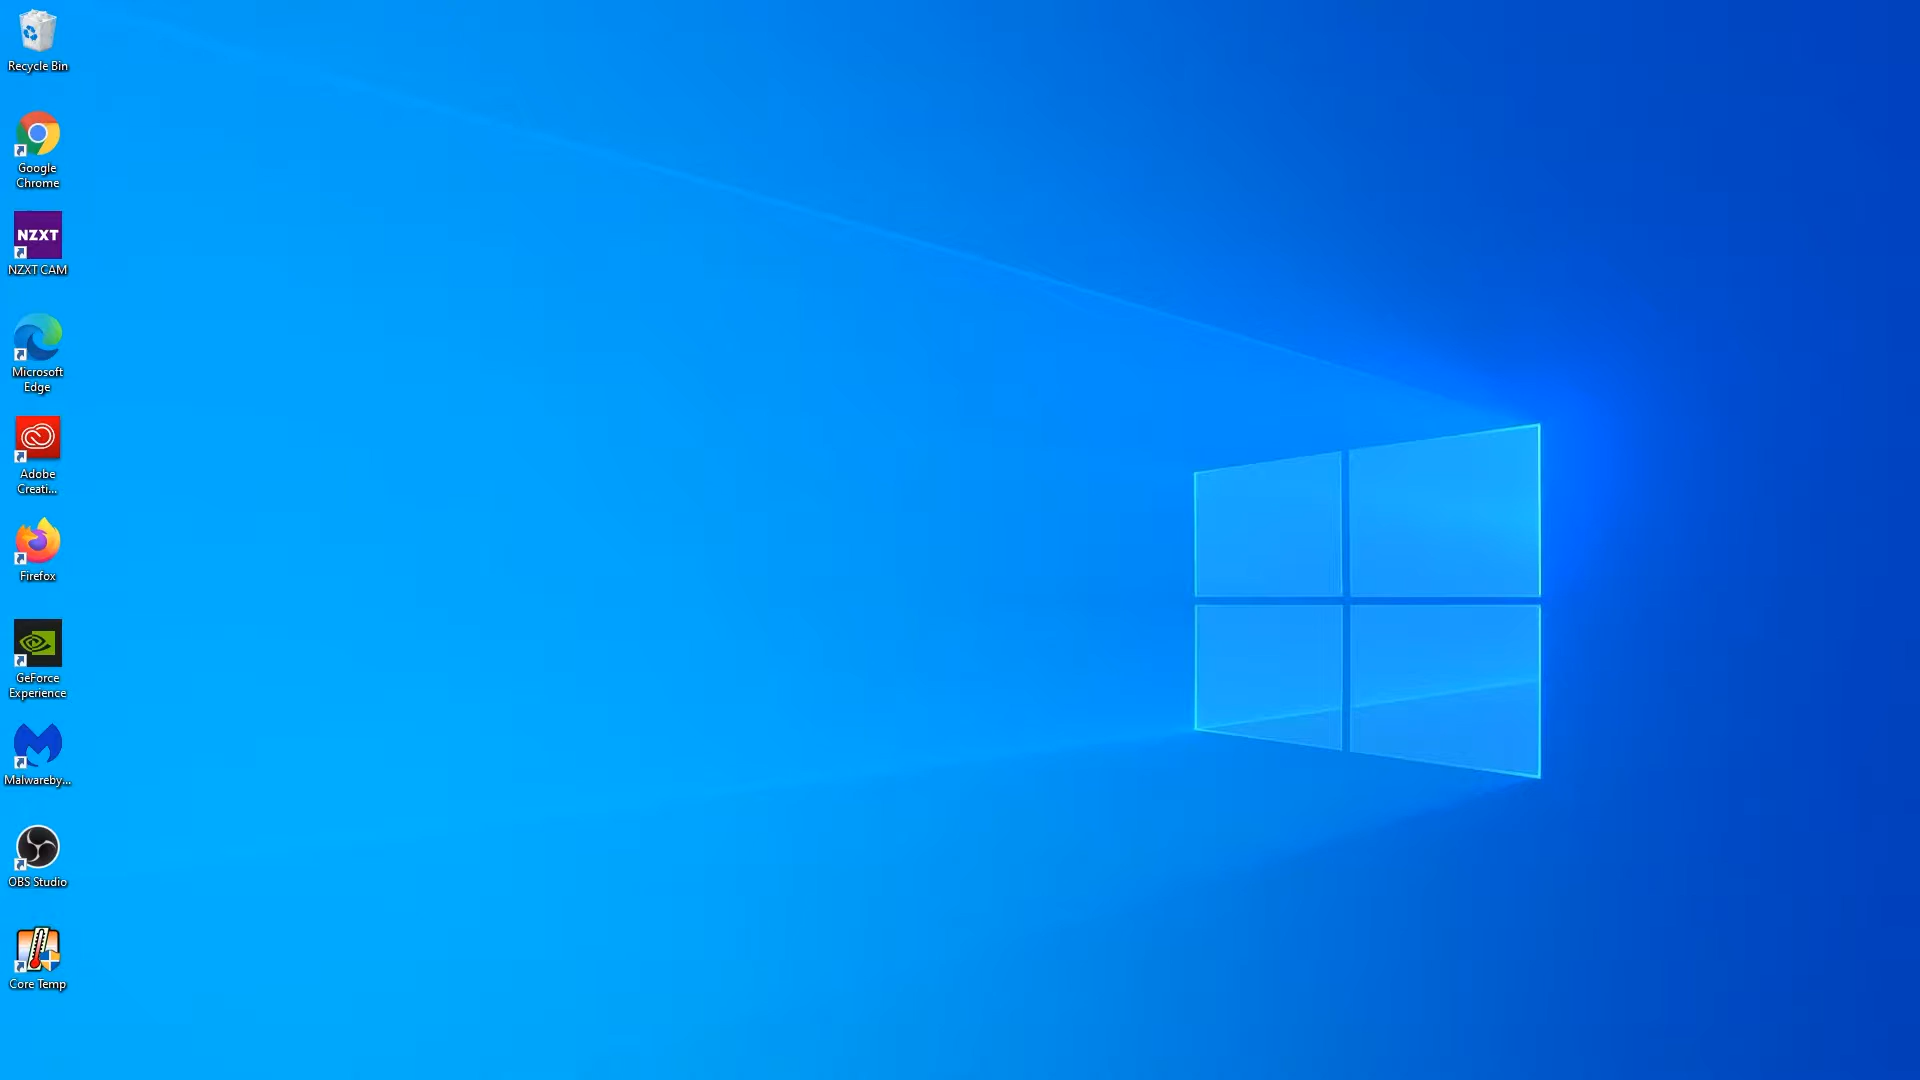 Recycle Bin
Google
Chrome
NZXT
NZXT CAM
Microsoft
Edge
Adobe
Creati...
Firefox
GeForce
Experience
Malwareby...
OBS Studio
Core Temp